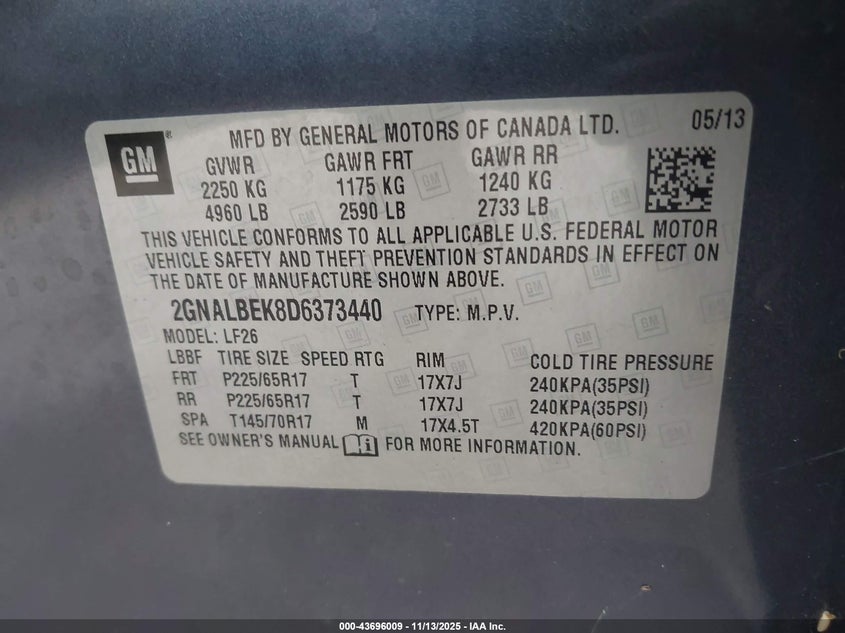 GM
®
MFD BY GENERAL MOTORS OF CANADA LTD. 05/13
GVWR GAWR FRT GAWR RR
2250 KG 1175 KG 1240 KG
4960 LB 2590 LB 2733 LB
THIS VEHICLE CONFORMS TO ALL APPLICABLE U.S. FEDERAL MOTOR
VEHICLE SAFETY AND THEFT PREVENTION STANDARDS IN EFFECT ON
THE DATE OF MANUFACTURE SHOWN ABOVE.
2GNALBEK8D6373440 TYPE: M.P.V.
MODEL: LF26
LBBF TIRE SIZE SPEED RTG RIM COLD TIRE PRESSURE
FRT P225/65R17 T 17X7J 240KPA(35PSI)
RR P225/65R17 T 17X7J 240KPA(35PSI)
SPA T145/70R17 M 17X4.5T 420KPA(60PSI)
SEE OWNER'S MANUAL FOR MORE INFORMATION.
000-43696009 - 11/13/2025 - IAA Inc.